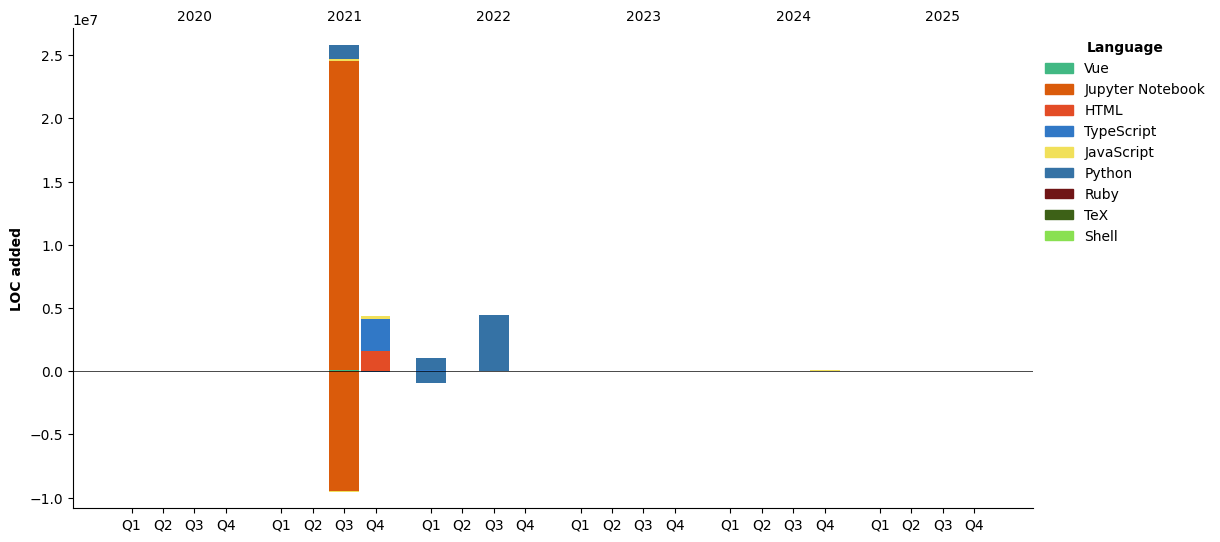 1e7
2020 2021 2022 2023 2024 2025
2.5
2.0
1.5
1.0
0.5
0.0
−0.5
−1.0
LOC added
Q1 Q2 Q3 Q4 Q1 Q2 Q3 Q4 Q1 Q2 Q3 Q4 Q1 Q2 Q3 Q4 Q1 Q2 Q3 Q4 Q1 Q2 Q3 Q4
Language
Vue
Jupyter Notebook
HTML
TypeScript
JavaScript
Python
Ruby
TeX
Shell